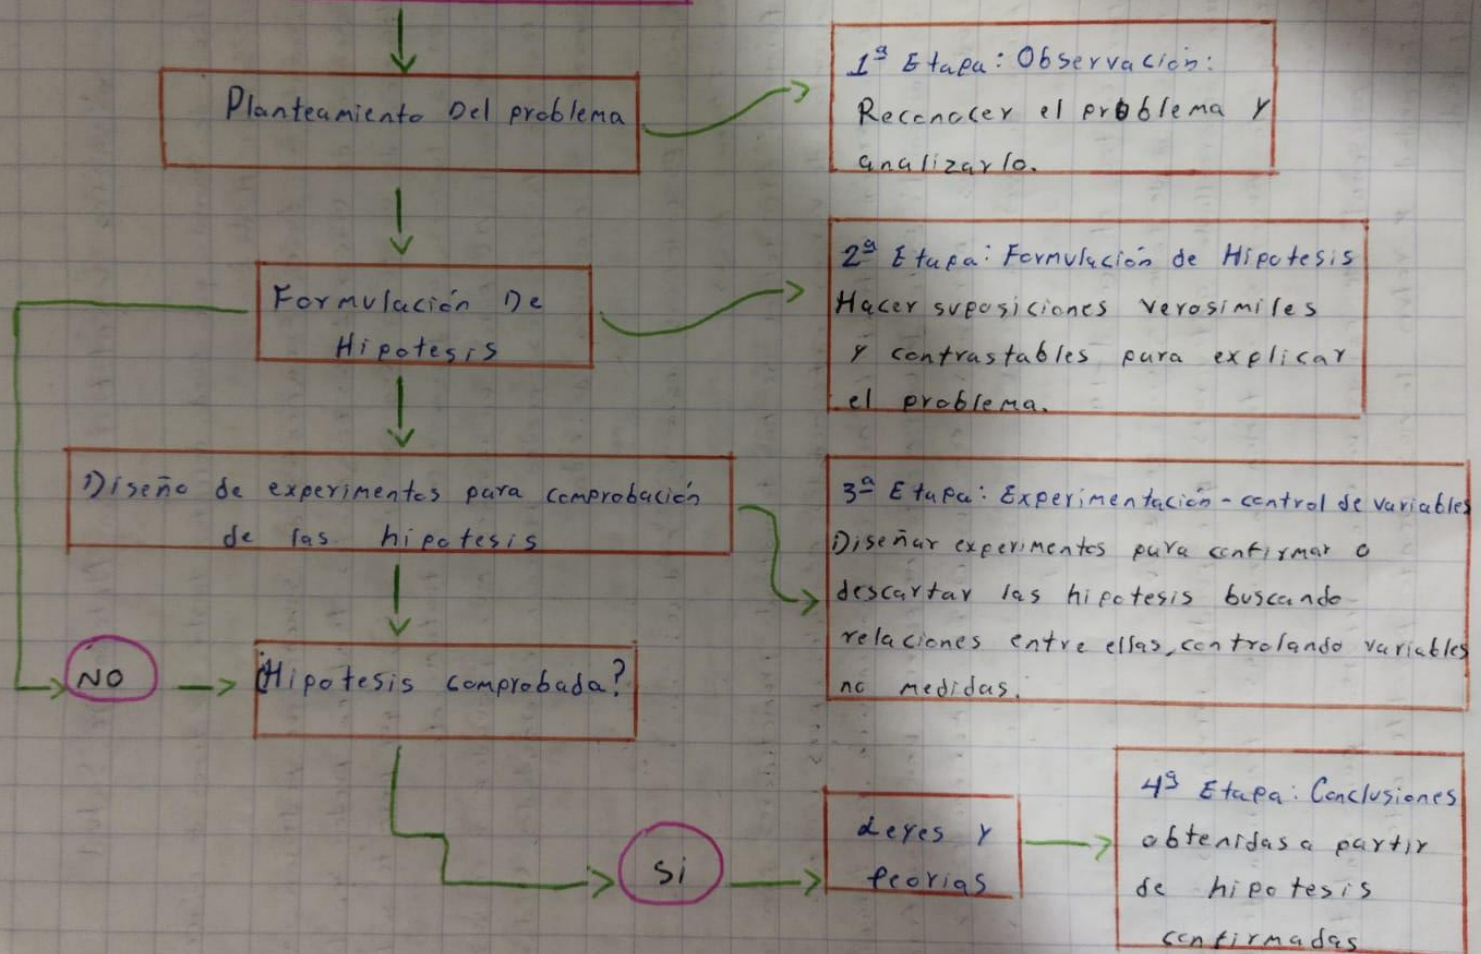 Planteamiento Del problema
1ª Etapa: Observación:
Reconocer el problema y
analizarlo.
Formulación De
Hipotesis
2ª Etapa: Formulación de Hipotesis
Hacer suposiciones verosimiles
y contrastables para explicar
el problema.
Diseño de experimentos para comprobación
de las hipotesis
3ª Etapa: Experimentación - control de variables
Diseñar experimentos para confirmar o
descartar las hipotesis buscando
relaciones entre ellas, controlando variables
no medidas.
NO
¿Hipotesis comprobada?
Si
Leyes y
teorias
4ª Etapa: Conclusiones
obtenidas a partir
de hipotesis
confirmadas